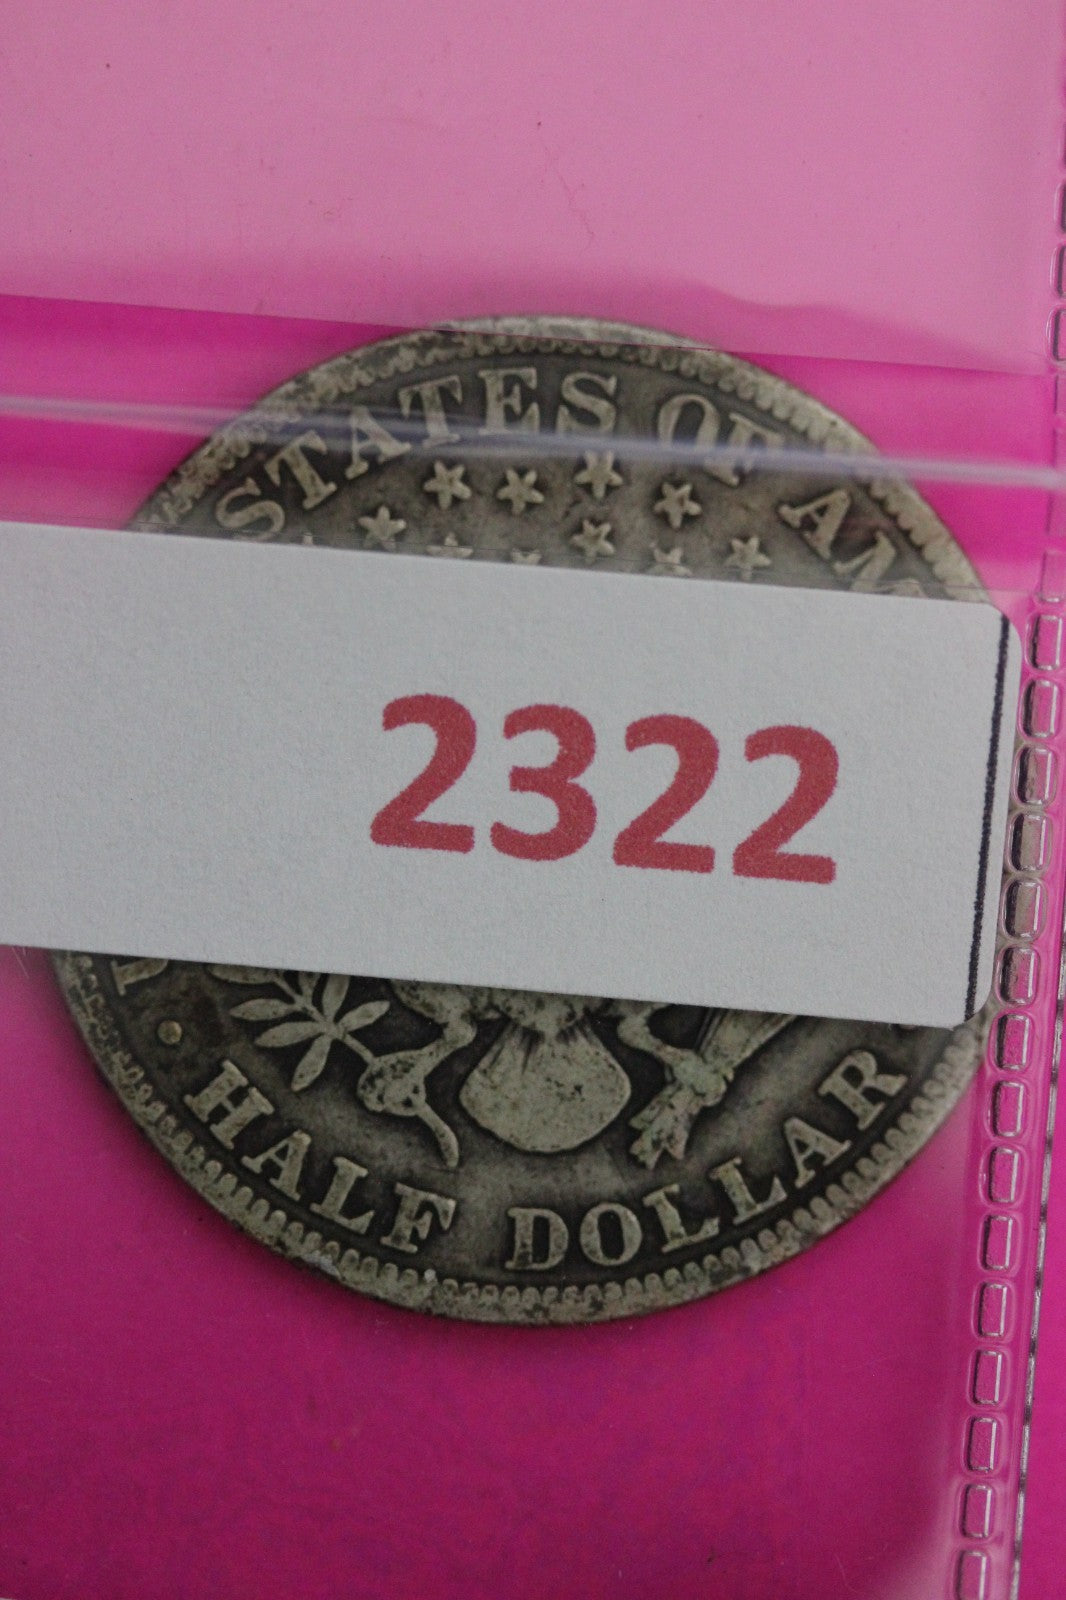 STATES OF AM
2322
HALF DOLLAR